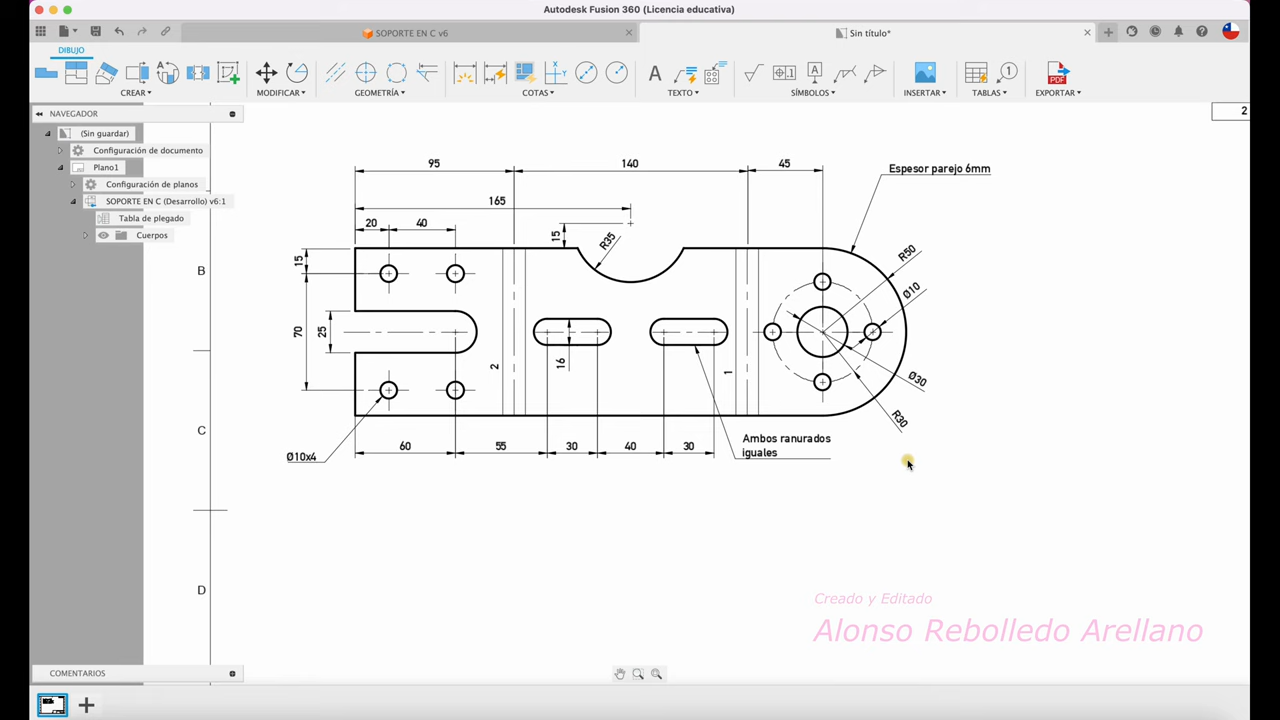 Autodesk Fusion 360 (Licencia educativa)
SOPORTE EN C v6
Sin título*
DIBUJO
CREAR
MODIFICAR
GEOMETRÍA
COTAS
TEXTO
SÍMBOLOS
INSERTAR
TABLAS
EXPORTAR
PDF
NAVEGADOR
(Sin guardar)
Configuración de documento
Plano1
Configuración de planos
SOPORTE EN C (Desarrollo) v6:1
Tabla de plegado
Cuerpos
2
B
C
D
95
140
45
Espesor parejo 6mm
165
20
40
15
R35
R50
15
Ø10
70
25
16
2
1
Ø30
R30
Ø10x4
60
55
30
40
30
Ambos ranurados
iguales
Creado y Editado
Alonso Rebolledo Arellano
COMENTARIOS